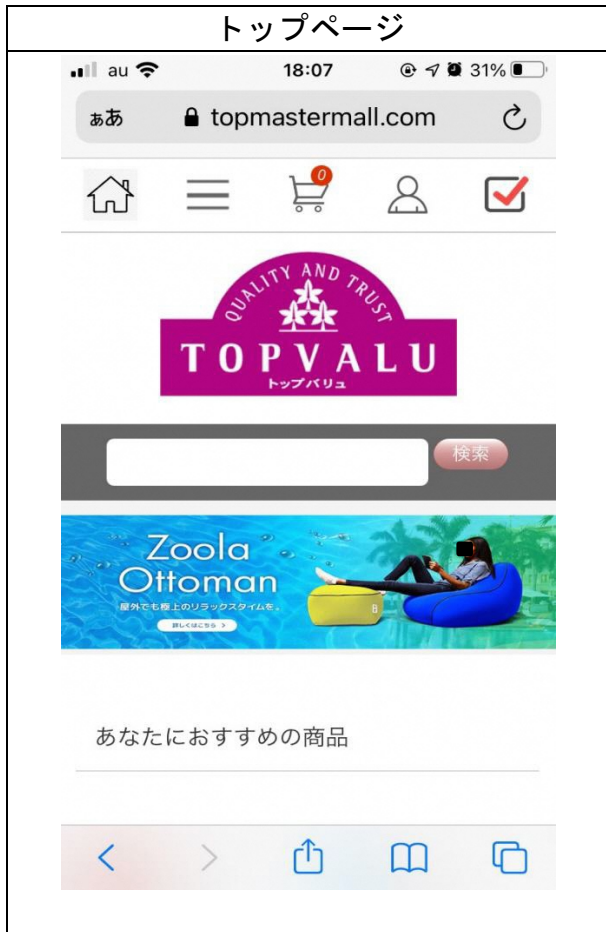 トップページ
au 18:07 31%
ぁあ topmastermall.com
0
QUALITY AND TRUST
TOPVALU
トップバリュ
検索
Zoola
Ottoman
屋外でも極上のリラックスタイムを。
詳しくはこちら >
あなたにおすすめの商品